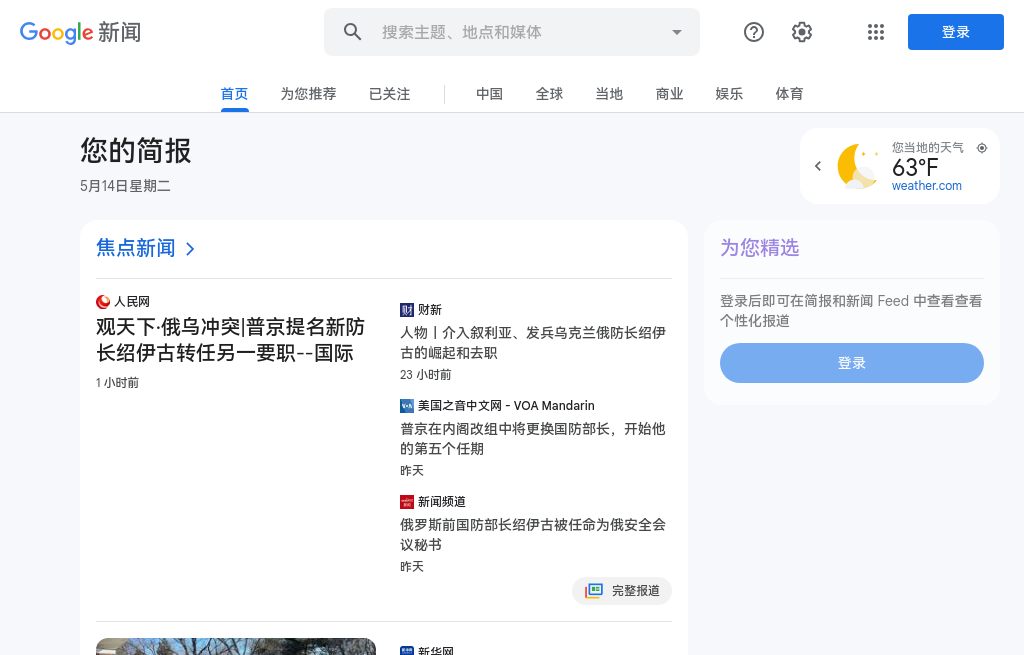 Google 新闻
搜索主题、地点和媒体
登录
首页
为您推荐
已关注
中国
全球
当地
商业
娱乐
体育
您的简报
5月14日星期二
您当地的天气
63°F
weather.com
焦点新闻
人民网
观天下·俄乌冲突|普京提名新防
长绍伊古转任另一要职--国际
1 小时前
财新
人物丨介入叙利亚、发兵乌克兰俄防长绍伊
古的崛起和去职
23 小时前
美国之音中文网 - VOA Mandarin
普京在内阁改组中将更换国防部长，开始他
的第五个任期
昨天
新闻频道
俄罗斯前国防部长绍伊古被任命为俄安全会
议秘书
昨天
完整报道
新华网
为您精选
登录后即可在简报和新闻 Feed 中查看查看
个性化报道
登录